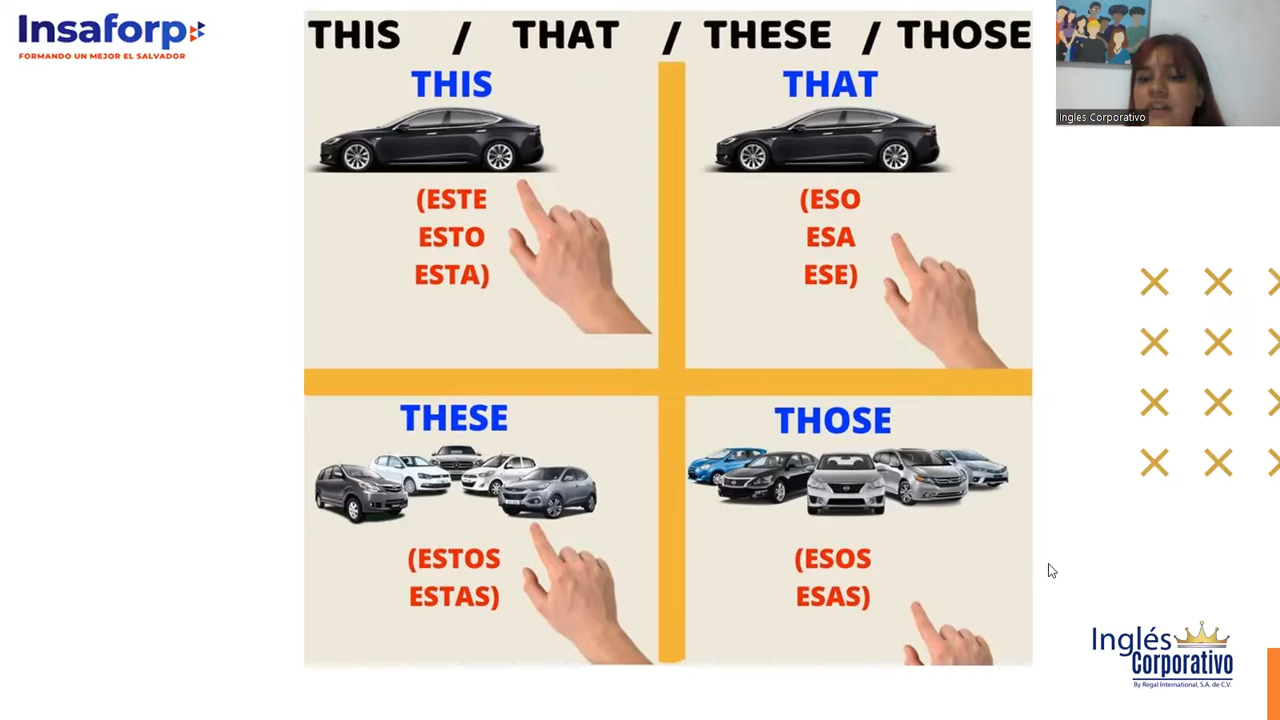 Insaforp
FORMANDO UN MEJOR EL SALVADOR
THIS / THAT / THESE / THOSE
THIS
(ESTE
ESTO
ESTA)
THAT
(ESO
ESA
ESE)
THESE
(ESTOS
ESTAS)
THOSE
(ESOS
ESAS)
Ingles Corporativo
Inglés
Corporativo
By Regal International, S.A. de C.V.